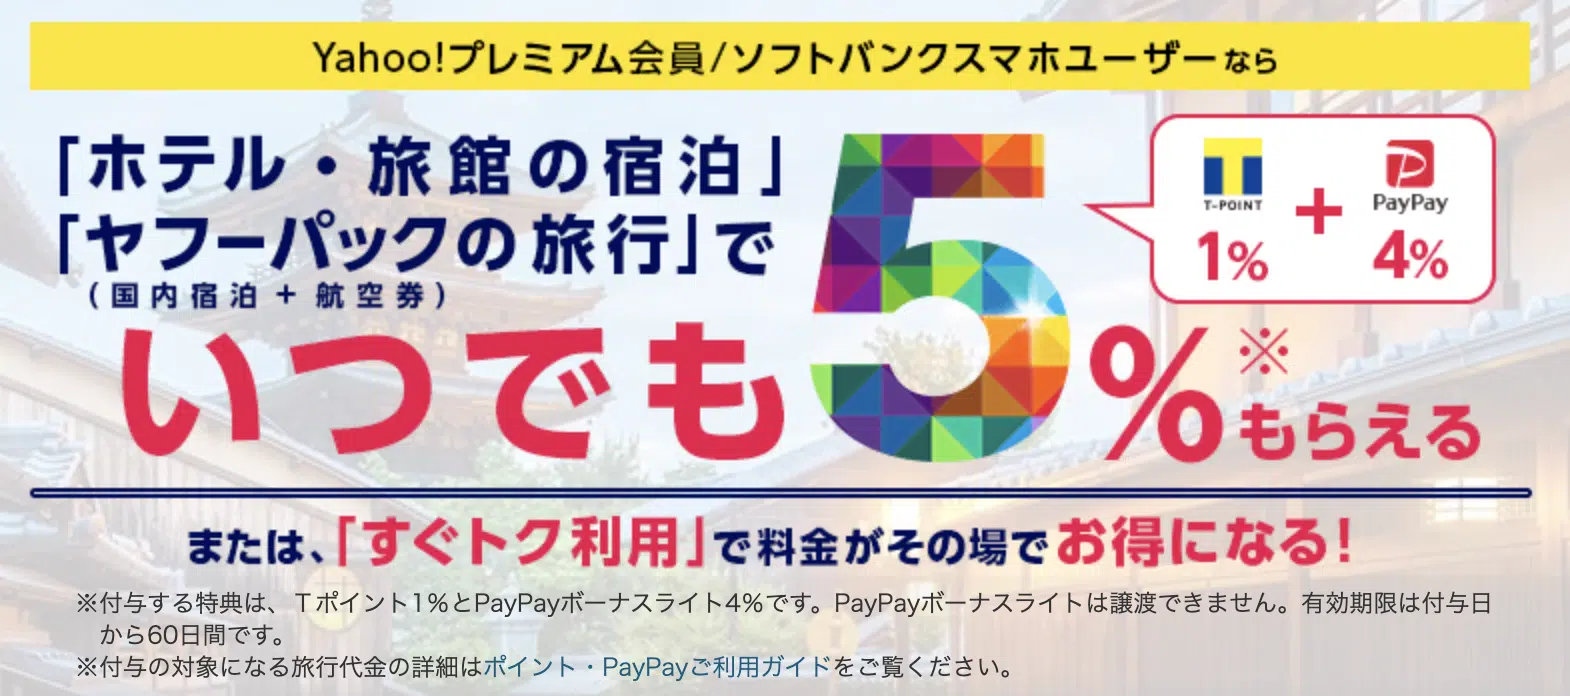 Yahoo!プレミアム会員/ソフトバンクスマホユーザーなら
「ホテル・旅館の宿泊」
「ヤフーパックの旅行」で
(国内宿泊+航空券)
いつでも5%※もらえる
T-POINT
1%
+
PayPay
4%
または、「すぐトク利用」で料金がその場でお得になる!
※付与する特典は、Tポイント1%とPayPayボーナスライト4%です。PayPayボーナスライトは譲渡できません。有効期限は付与日
から60日間です。
※付与の対象になる旅行代金の詳細はポイント・PayPayご利用ガイドをご覧ください。